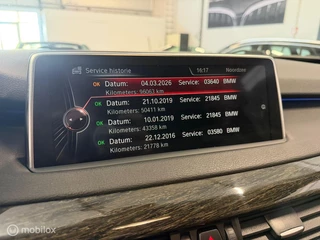 Service historie
16:17
OK Datum: 04.03.2026 Service: 03640 BMW
Kilometers: 96063 km
OK Datum: 21.10.2019 Service: 21845 BMW
Kilometers: 50411 km
OK Datum: 10.01.2019 Service: 21845 BMW
Kilometers: 43358 km
OK Datum: 22.12.2016 Service: 03580 BMW
Kilometers: 21778 km
mobilox